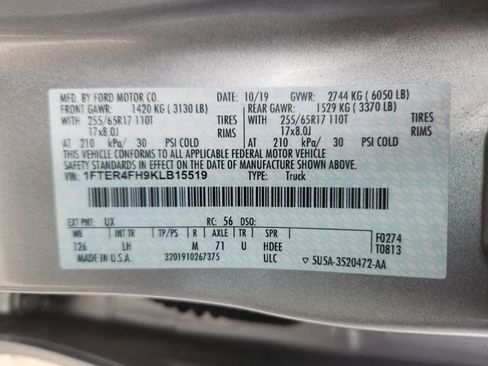 MFD. BY FORD MOTOR CO. DATE: 10/19 GVWR: 2744 KG ( 6050 LB)
FRONT GAWR: 1420 KG ( 3130 LB) REAR GAWR: 1529 KG ( 3370 LB)
WITH 255/65R17 110T TIRES WITH 255/65R17 110T TIRES
17x8.0J RIMS 17x8.0J RIMS
AT 210 kPa/ 30 PSI COLD AT 210 kPa/ 30 PSI COLD
THIS VEHICLE CONFORMS TO ALL APPLICABLE FEDERAL MOTOR VEHICLE
SAFETY STANDARDS IN EFFECT ON THE DATE OF MANUFACTURE SHOWN ABOVE.
VIN: 1FTER4FH9KLB15519 TYPE: Truck
EXT PNT: UX RC: 56 DSO:
WB INT TR TP/PS R AXLE TR SPR
126 LH M 71 U HDEE
F0274
T0813
MADE IN U.S.A. 3201910267375 ULC ▽ 5U5A-3520472-AA